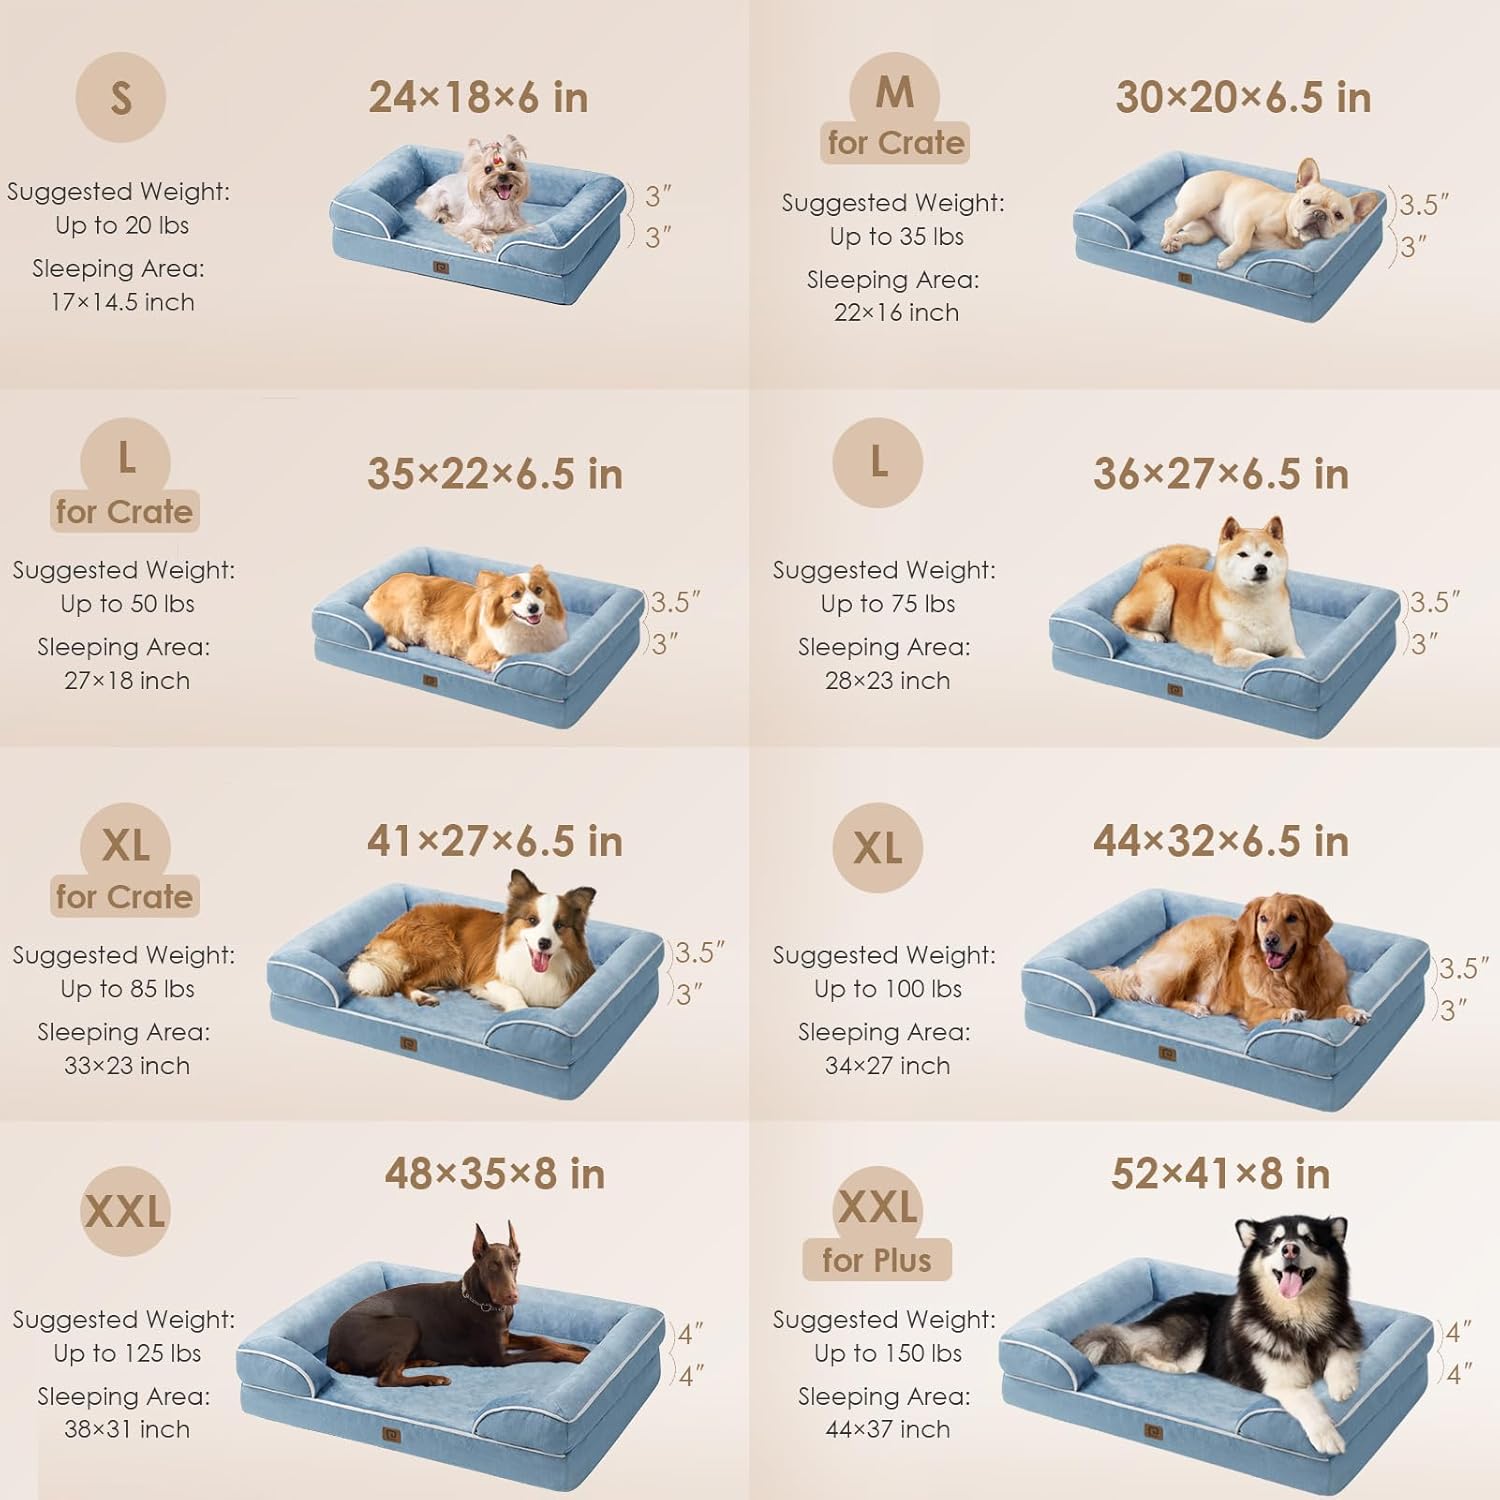 S
24×18×6 in
Suggested Weight:
Up to 20 lbs
Sleeping Area:
17×14.5 inch
3"
3"
M
for Crate
30×20×6.5 in
Suggested Weight:
Up to 35 lbs
Sleeping Area:
22×16 inch
3.5"
3"
L
for Crate
35×22×6.5 in
Suggested Weight:
Up to 50 lbs
Sleeping Area:
27×18 inch
3.5"
3"
L
36×27×6.5 in
Suggested Weight:
Up to 75 lbs
Sleeping Area:
28×23 inch
3.5"
3"
XL
for Crate
41×27×6.5 in
Suggested Weight:
Up to 85 lbs
Sleeping Area:
33×23 inch
3.5"
3"
XL
44×32×6.5 in
Suggested Weight:
Up to 100 lbs
Sleeping Area:
34×27 inch
3.5"
3"
XXL
48×35×8 in
Suggested Weight:
Up to 125 lbs
Sleeping Area:
38×31 inch
4"
4"
XXL
for Plus
52×41×8 in
Suggested Weight:
Up to 150 lbs
Sleeping Area:
44×37 inch
4"
4"